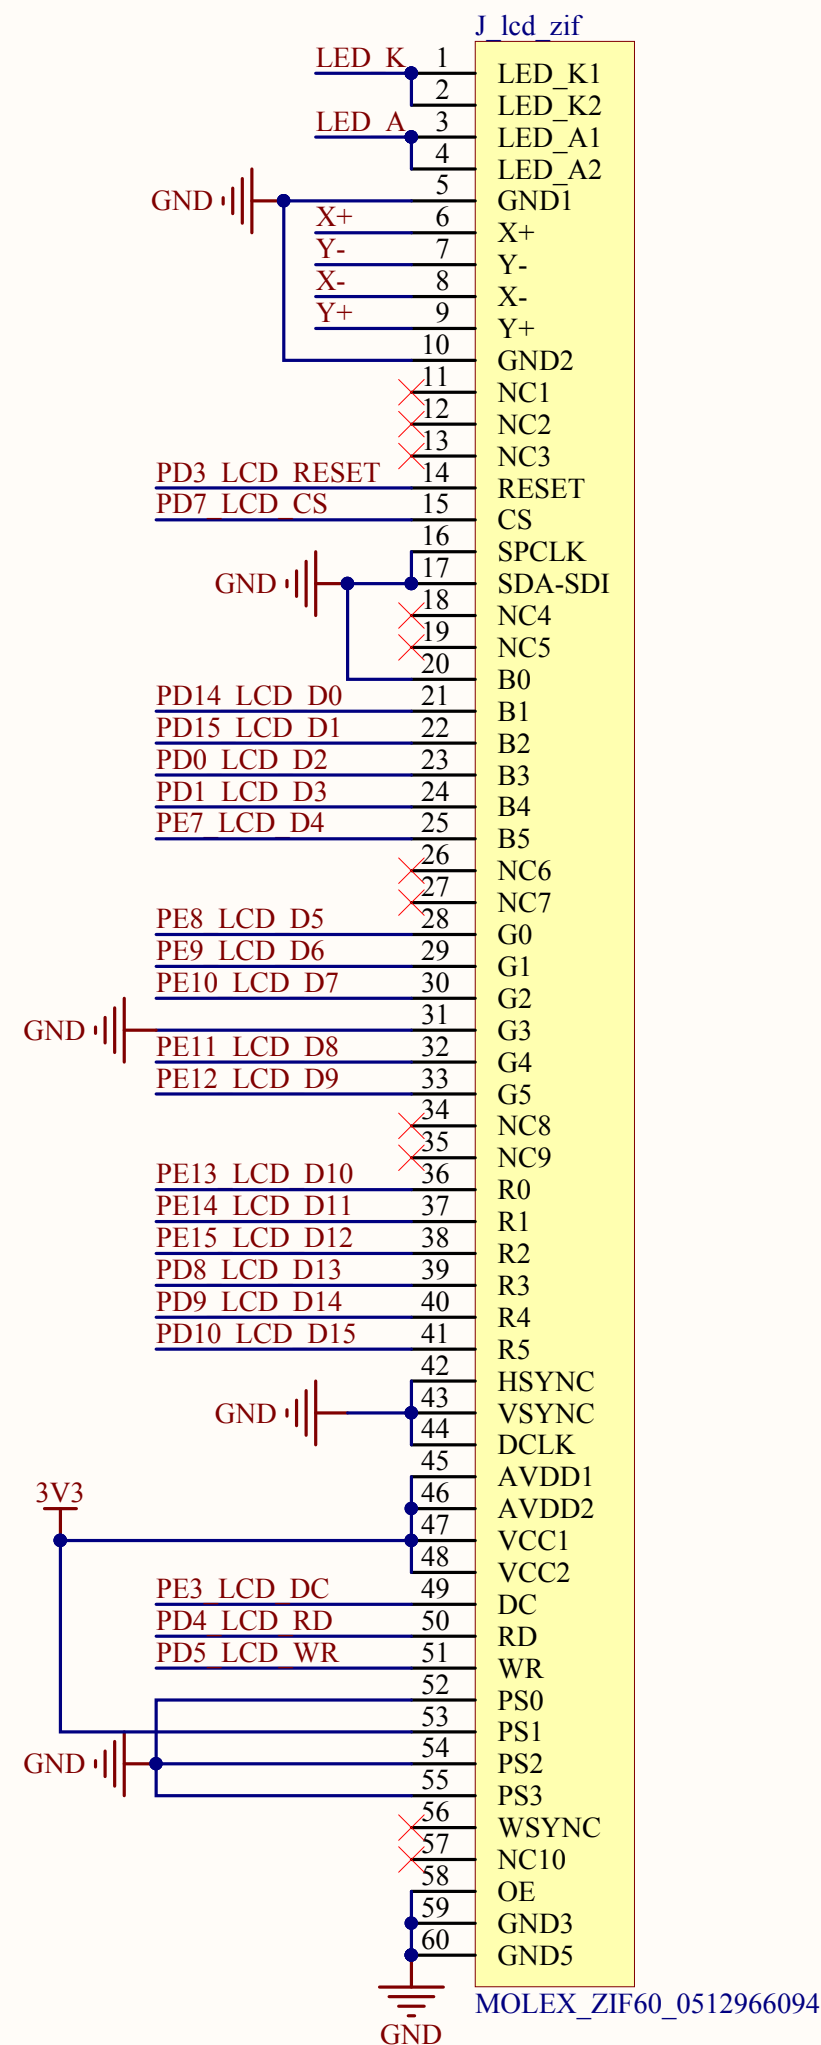 J_lcd_zif
LED_K 1 LED_K1
2 LED_K2
LED_A 3 LED_A1
4 LED_A2
GND 5 GND1
X+ 6 X+
Y- 7 Y-
X- 8 X-
Y+ 9 Y+
10 GND2
11 NC1
12 NC2
13 NC3
PD3_LCD_RESET 14 RESET
PD7_LCD_CS 15 CS
16 SPCLK
GND 17 SDA-SDI
18 NC4
19 NC5
20 B0
PD14_LCD_D0 21 B1
PD15_LCD_D1 22 B2
PD0_LCD_D2 23 B3
PD1_LCD_D3 24 B4
PE7_LCD_D4 25 B5
26 NC6
27 NC7
PE8_LCD_D5 28 G0
PE9_LCD_D6 29 G1
PE10_LCD_D7 30 G2
GND 31 G3
PE11_LCD_D8 32 G4
PE12_LCD_D9 33 G5
34 NC8
35 NC9
PE13_LCD_D10 36 R0
PE14_LCD_D11 37 R1
PE15_LCD_D12 38 R2
PD8_LCD_D13 39 R3
PD9_LCD_D14 40 R4
PD10_LCD_D15 41 R5
42 HSYNC
GND 43 VSYNC
44 DCLK
45 AVDD1
3V3 46 AVDD2
47 VCC1
48 VCC2
PE3_LCD_DC 49 DC
PD4_LCD_RD 50 RD
PD5_LCD_WR 51 WR
52 PS0
53 PS1
GND 54 PS2
55 PS3
56 WSYNC
57 NC10
58 OE
59 GND3
60 GND5
MOLEX_ZIF60_0512966094
GND